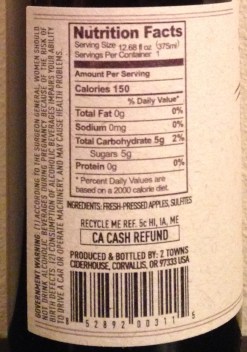 Nutrition Facts
Serving Size 12.68 fl oz (375ml)
Servings Per Container 1
Amount Per Serving
Calories 150
% Daily Value*
Total Fat 0g 0%
Sodium 0mg 0%
Total Carbohydrate 5g 2%
Sugars 5g
Protein 0g 0%
* Percent Daily Values are
based on a 2000 calorie diet.
INGREDIENTS: FRESH-PRESSED APPLES, SULFITES
RECYCLE ME REF. 5c HI, IA, ME
CA CASH REFUND
PRODUCED & BOTTLED BY: 2 TOWNS
CIDERHOUSE, CORVALLIS, OR 97333 USA
8 52892 00311 5
GOVERNMENT WARNING: (1) ACCORDING TO THE SURGEON GENERAL, WOMEN SHOULD
NOT DRINK ALCOHOLIC BEVERAGES DURING PREGNANCY BECAUSE OF THE RISK OF
BIRTH DEFECTS. (2) CONSUMPTION OF ALCOHOLIC BEVERAGES IMPAIRS YOUR ABILITY
TO DRIVE A CAR OR OPERATE MACHINERY, AND MAY CAUSE HEALTH PROBLEMS.